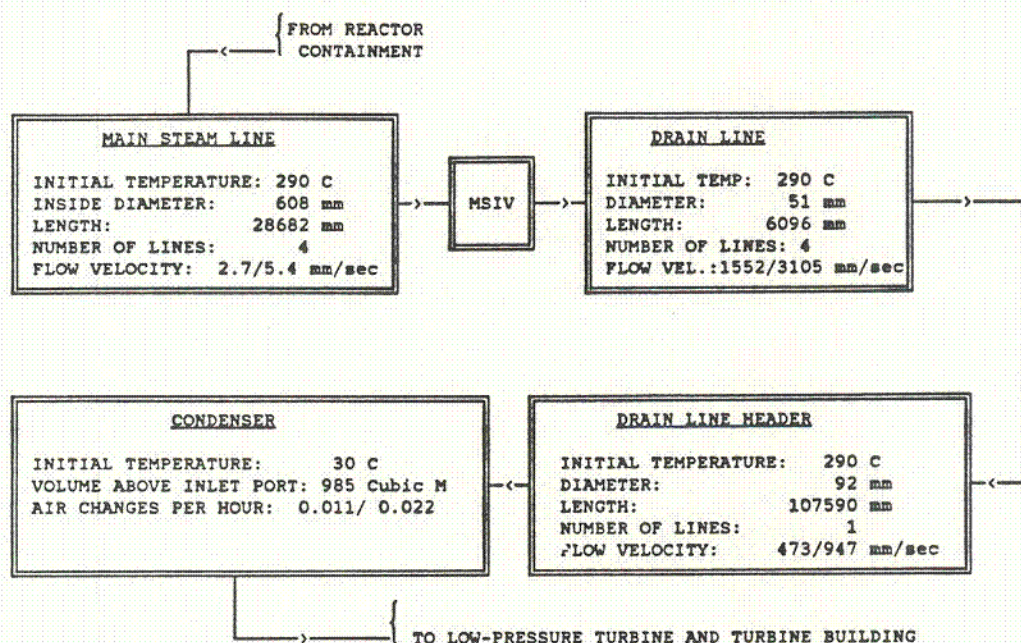 FROM REACTOR
CONTAINMENT
MAIN STEAM LINE
INITIAL TEMPERATURE: 290 C
INSIDE DIAMETER: 608 mm
LENGTH: 28682 mm
NUMBER OF LINES: 4
FLOW VELOCITY: 2.7/5.4 mm/sec
MSIV
DRAIN LINE
INITIAL TEMP: 290 C
DIAMETER: 51 mm
LENGTH: 6096 mm
NUMBER OF LINES: 4
FLOW VEL.:1552/3105 mm/sec
CONDENSER
INITIAL TEMPERATURE: 30 C
VOLUME ABOVE INLET PORT: 985 Cubic M
AIR CHANGES PER HOUR: 0.011/ 0.022
DRAIN LINE HEADER
INITIAL TEMPERATURE: 290 C
DIAMETER: 92 mm
LENGTH: 107590 mm
NUMBER OF LINES: 1
FLOW VELOCITY: 473/947 mm/sec
TO LOW-PRESSURE TURBINE AND TURBINE BUILDING